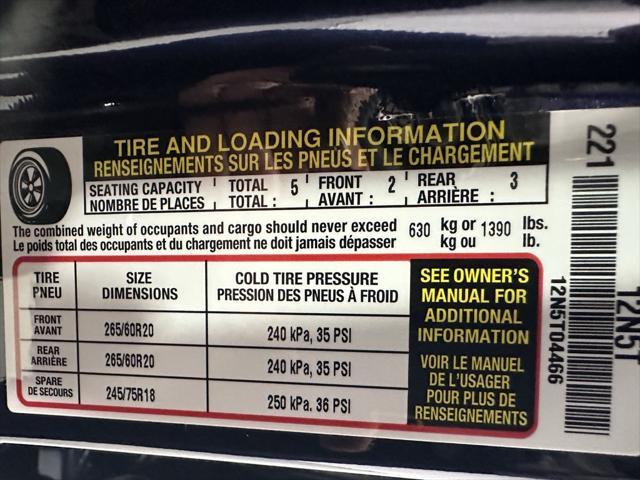 TIRE AND LOADING INFORMATION
RENSEIGNEMENTS SUR LES PNEUS ET LE CHARGEMENT
SEATING CAPACITY TOTAL 5 FRONT 2 REAR 3
NOMBRE DE PLACES TOTAL : AVANT : ARRIÈRE :
The combined weight of occupants and cargo should never exceed 630 kg or 1390 lbs.
Le poids total des occupants et du chargement ne doit jamais dépasser kg ou lb.
TIRE SIZE COLD TIRE PRESSURE
PNEU DIMENSIONS PRESSION DES PNEUS À FROID
FRONT
AVANT 265/60R20 240 kPa, 35 PSI
REAR
ARRIÈRE 265/60R20 240 kPa, 35 PSI
SPARE
DE SECOURS 245/75R18 250 kPa. 36 PSI
SEE OWNER'S
MANUAL FOR
ADDITIONAL
INFORMATION
VOIR LE MANUEL
DE L'USAGER
POUR PLUS DE
RENSEIGNEMENTS
221
12N5T04466
12N5T